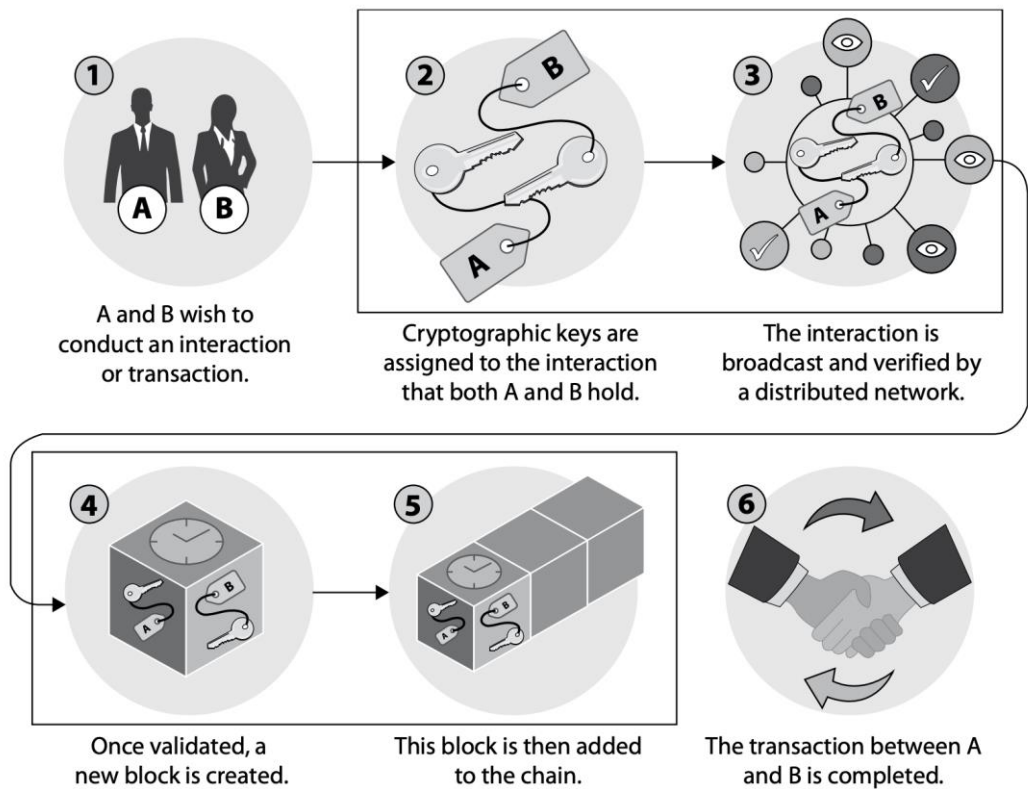 1
A
B
A and B wish to
conduct an interaction
or transaction.
2
B
A
Cryptographic keys are
assigned to the interaction
that both A and B hold.
3
B
A
The interaction is
broadcast and verified by
a distributed network.
4
B
A
Once validated, a
new block is created.
5
B
A
This block is then added
to the chain.
6
The transaction between A
and B is completed.